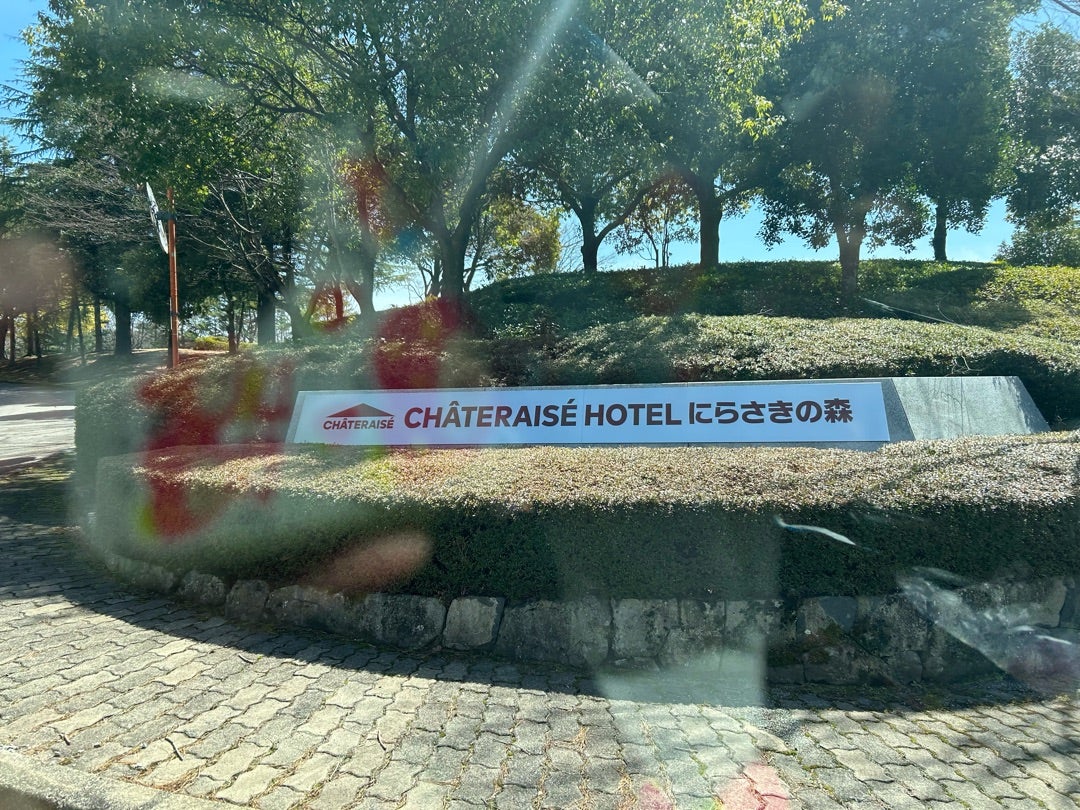 CHÂTERAISÉ
CHÂTERAISÉ HOTEL にらさきの森